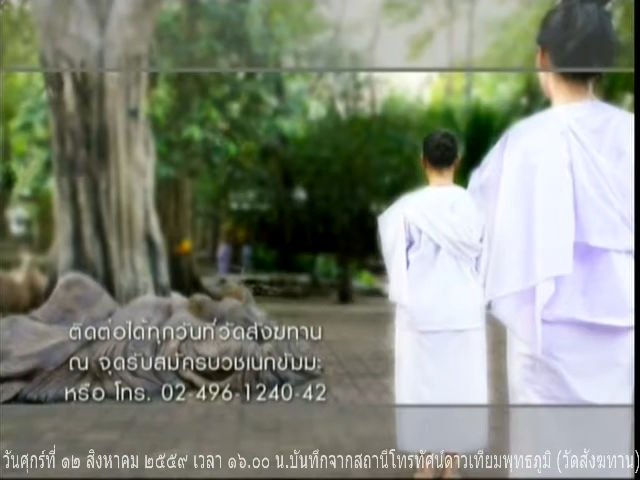 ติดต่อได้ทุกวันที่วัดสังฆทาน
ณ จุดรับสมัครบวชเนกขัมมะ
หรือ โทร. 02-496-1240-42
วันศุกร์ที่ ๑๒ สิงหาคม ๒๕๕๙ เวลา ๑๖.๐๐ น.บันทึกจากสถานีโทรทัศน์ดาวเทียมพุทธภูมิ (วัดสังฆทาน)